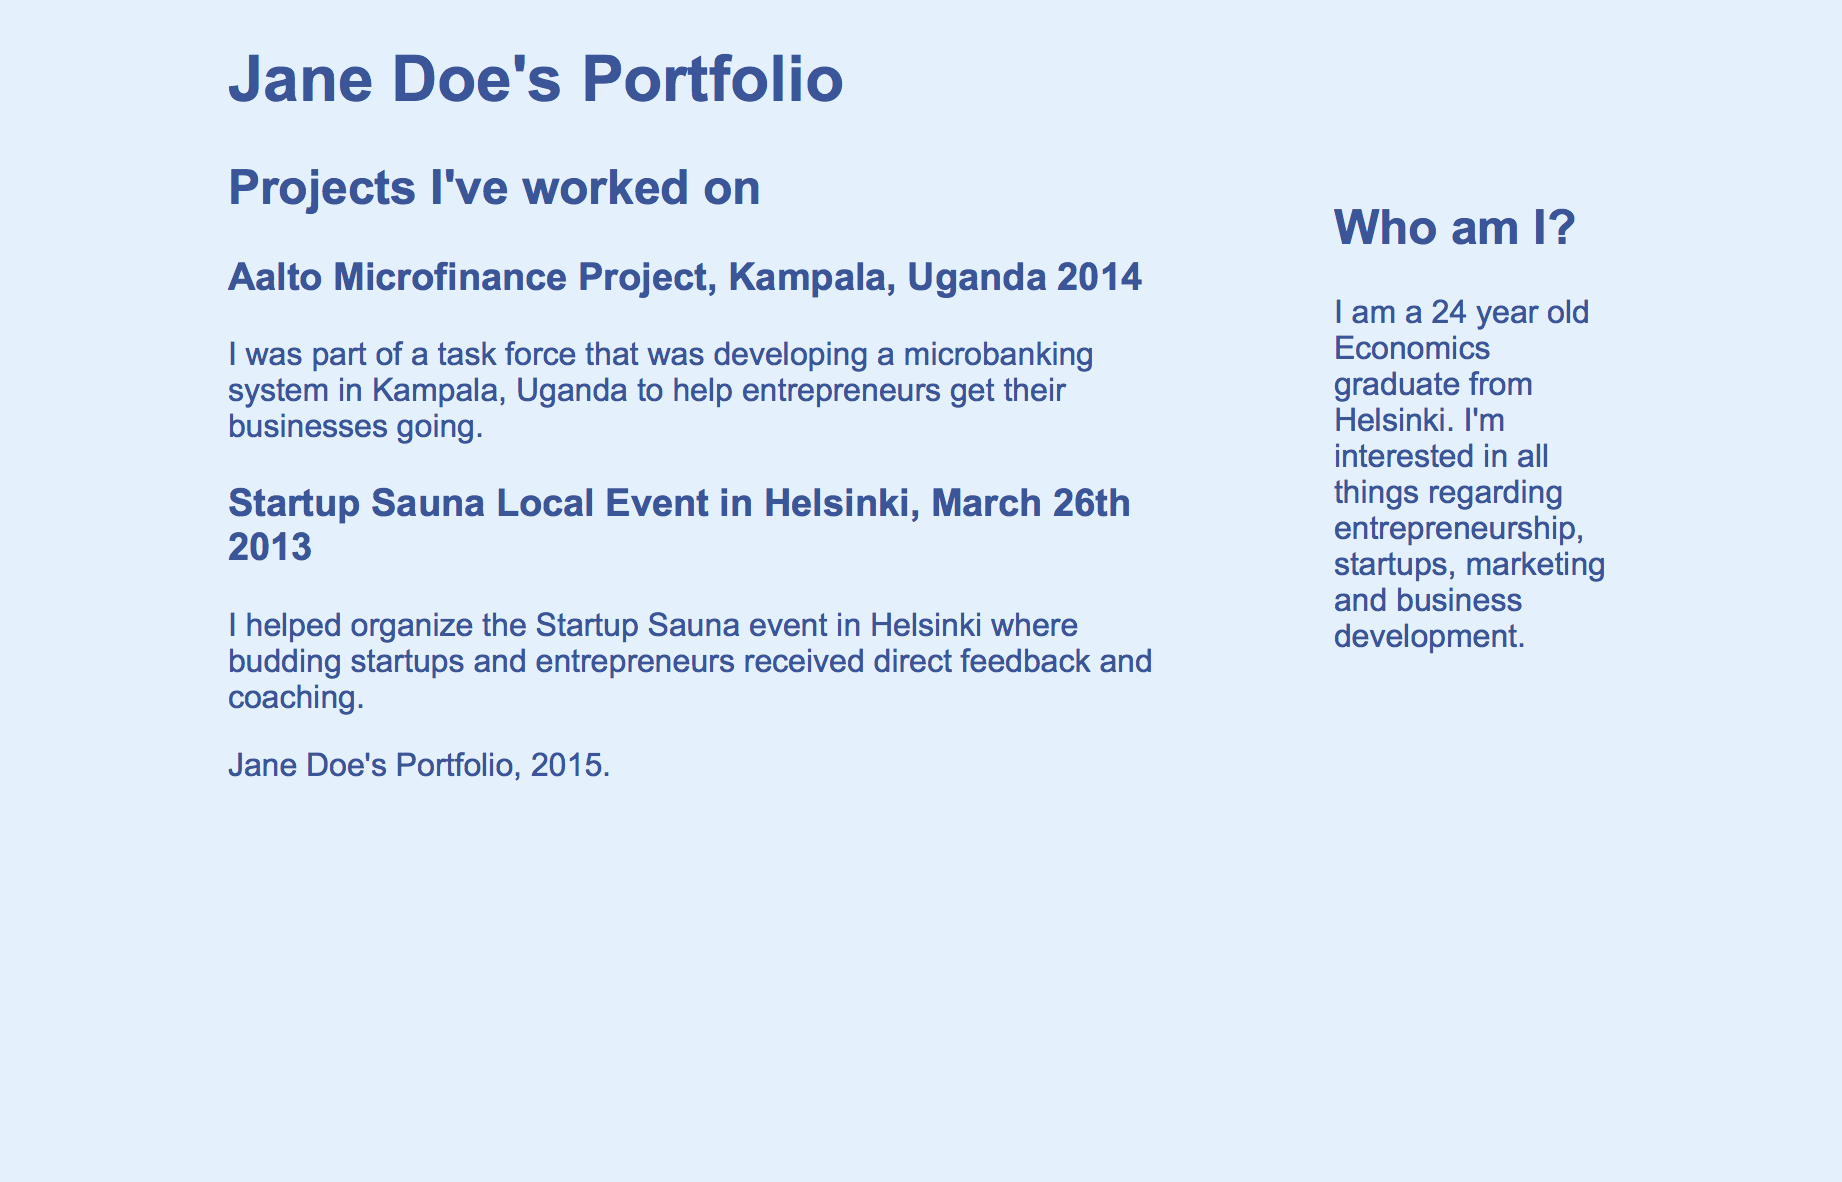 Jane Doe's Portfolio
Projects I've worked on
Aalto Microfinance Project, Kampala, Uganda 2014
I was part of a task force that was developing a microbanking
system in Kampala, Uganda to help entrepreneurs get their
businesses going.
Startup Sauna Local Event in Helsinki, March 26th
2013
I helped organize the Startup Sauna event in Helsinki where
budding startups and entrepreneurs received direct feedback and
coaching.
Jane Doe's Portfolio, 2015.
Who am I?
I am a 24 year old
Economics
graduate from
Helsinki. I'm
interested in all
things regarding
entrepreneurship,
startups, marketing
and business
development.